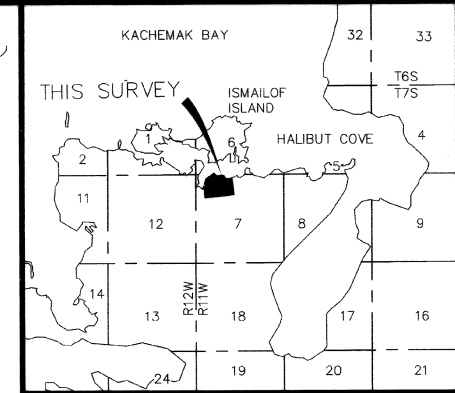 KACHEMAK BAY
32 33
T6S
T7S
THIS SURVEY
ISMAILOF
ISLAND
HALIBUT COVE
1 6 4
2 5
11 12 7 8 9
R12W
R11W
14 13 18 17 16
24 19 20 21